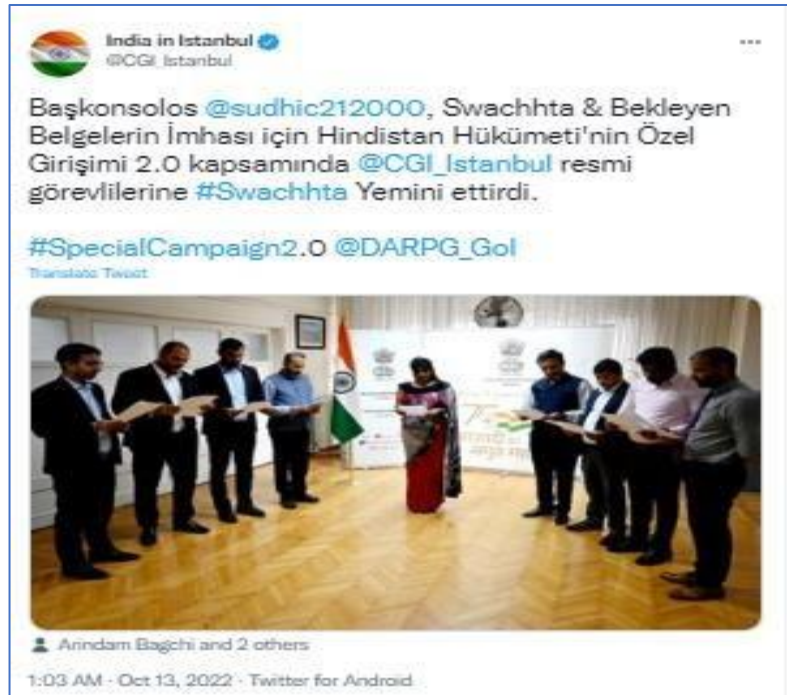 India in Istanbul
@CGI_Istanbul
Başkonsolos @sudhic212000, Swachhta & Bekleyen
Belgelerin İmhası için Hindistan Hükümeti'nin Özel
Girişimi 2.0 kapsamında @CGI_Istanbul resmi
görevlilerine #Swachhta Yemini ettirdi.
#SpecialCampaign2.0 @DARPG_GoI
Translate Tweet
Arindam Bagchi and 2 others
1:03 AM · Oct 13, 2022 · Twitter for Android